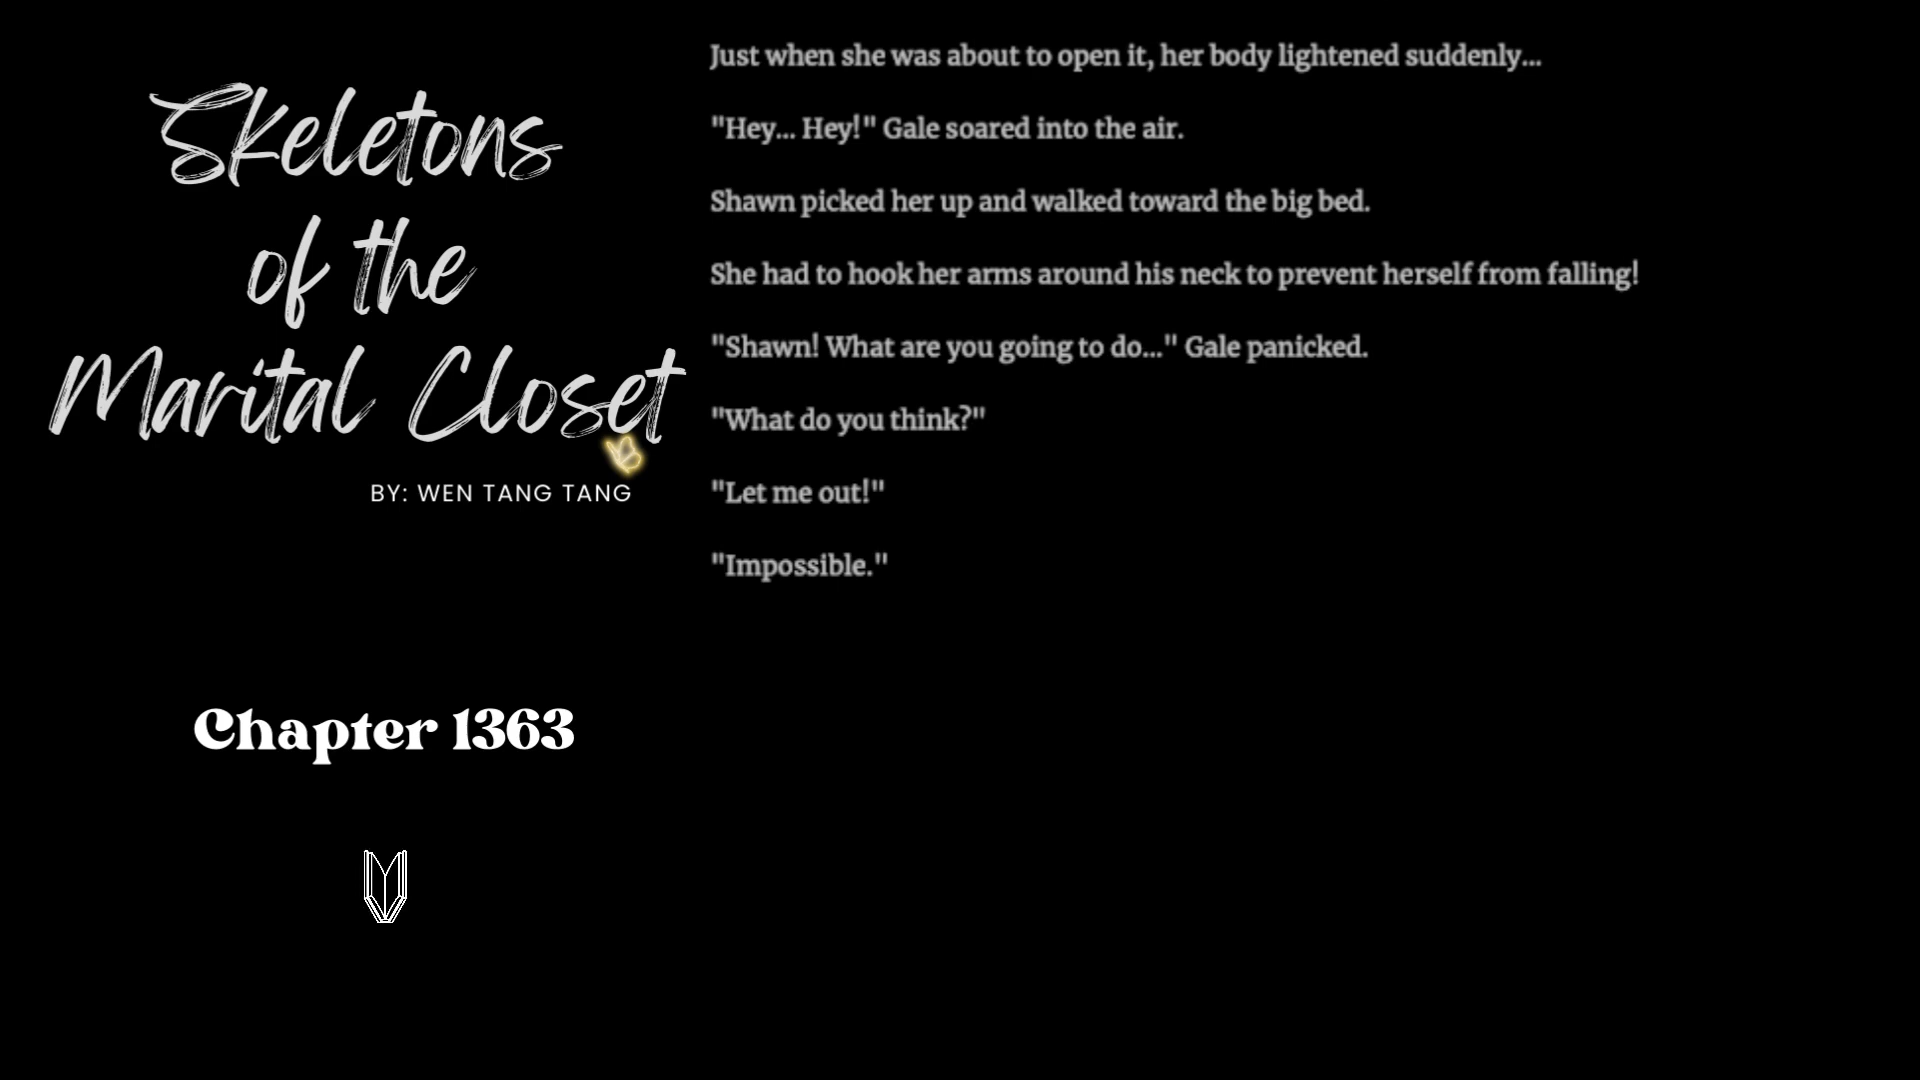 Skeletons
of the
Marital Closet
BY: WEN TANG TANG
Chapter 1363
Just when she was about to open it, her body lightened suddenly...
"Hey... Hey!" Gale soared into the air.
Shawn picked her up and walked toward the big bed.
She had to hook her arms around his neck to prevent herself from falling!
"Shawn! What are you going to do..." Gale panicked.
"What do you think?"
"Let me out!"
"Impossible."